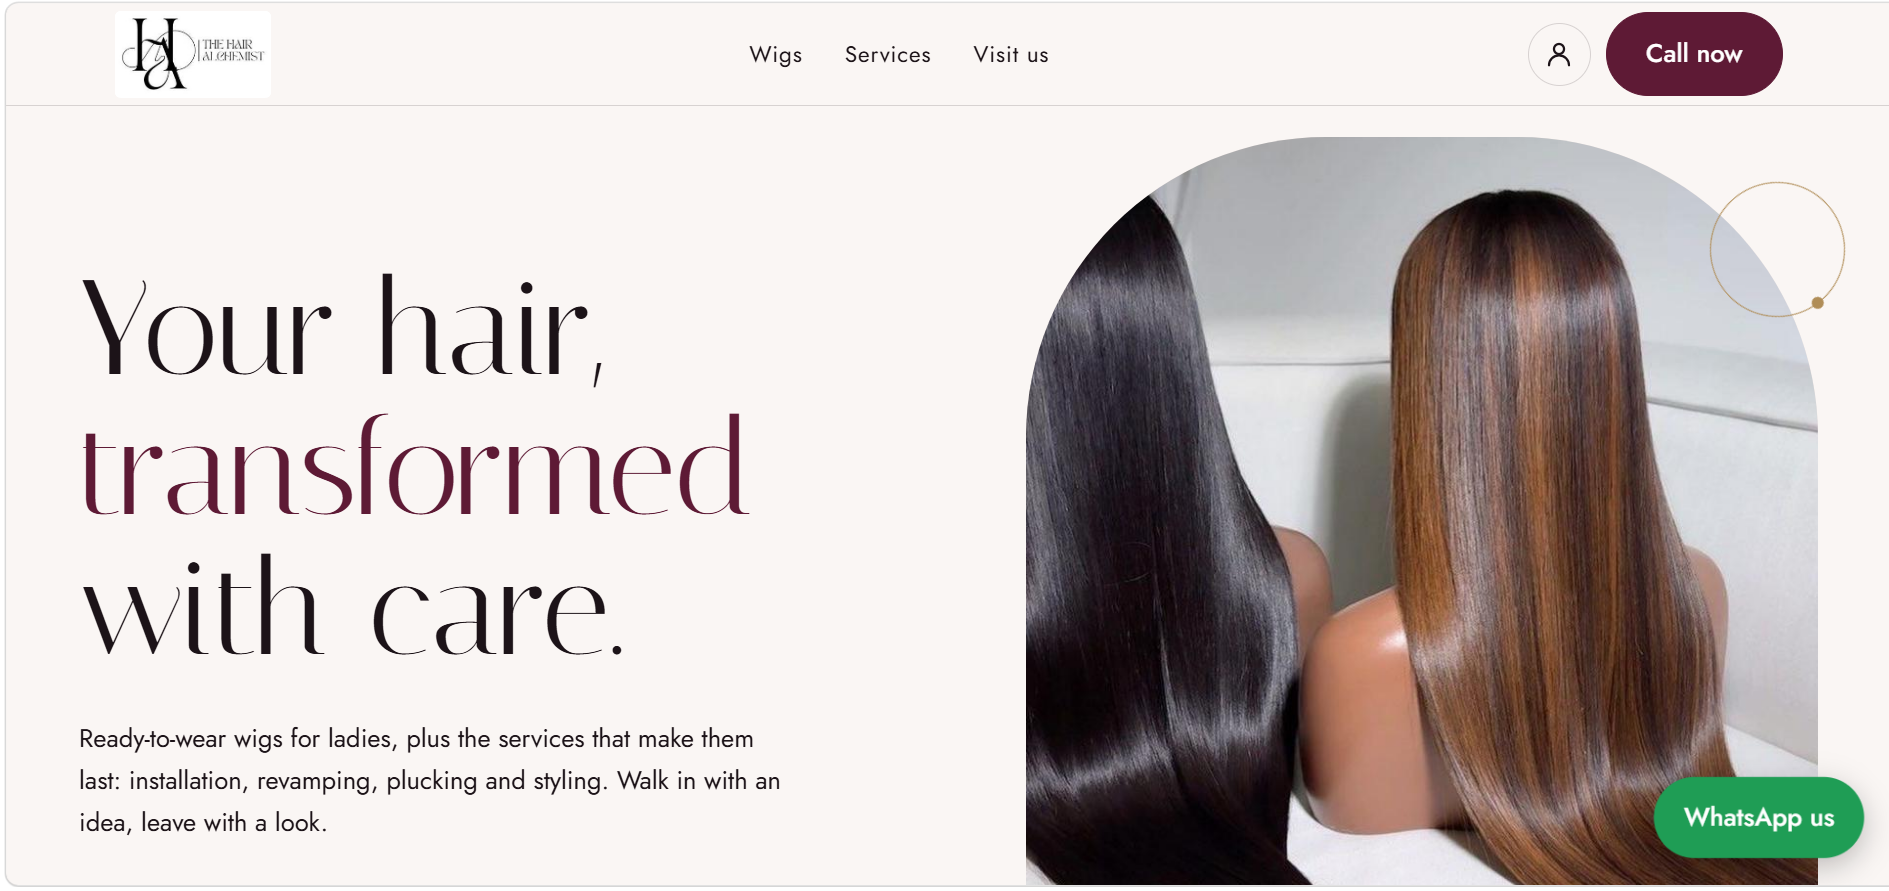 THE HAIR
ALCHEMIST
Wigs
Services
Visit us
Call now
Your hair,
transformed
with care.
Ready-to-wear wigs for ladies, plus the services that make them
last: installation, revamping, plucking and styling. Walk in with an
idea, leave with a look.
WhatsApp us